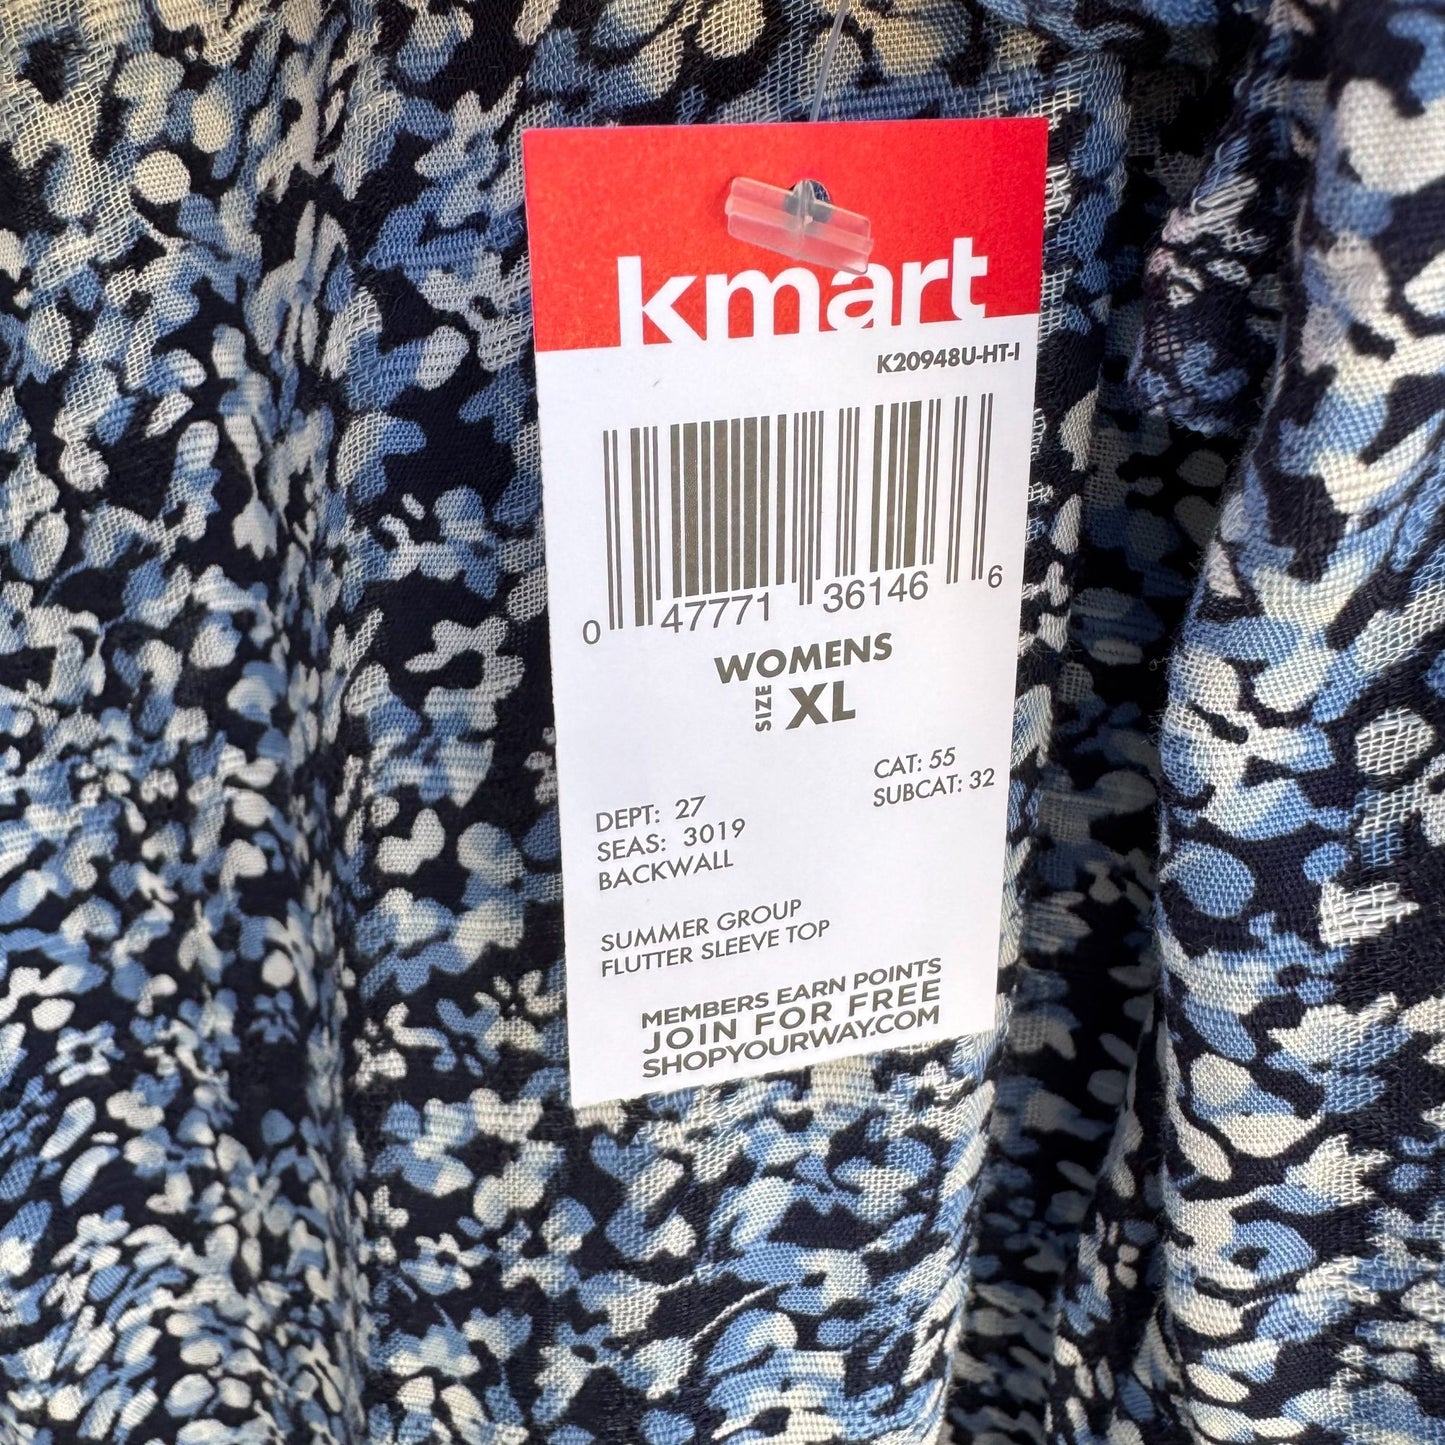 kmart
K20948U-HT-I
0 47771 36146 6
WOMENS
SIZE XL
CAT: 55
SUBCAT: 32
DEPT: 27
SEAS: 3019
BACKWALL
SUMMER GROUP
FLUTTER SLEEVE TOP
MEMBERS EARN POINTS
JOIN FOR FREE
SHOPYOURWAY.COM